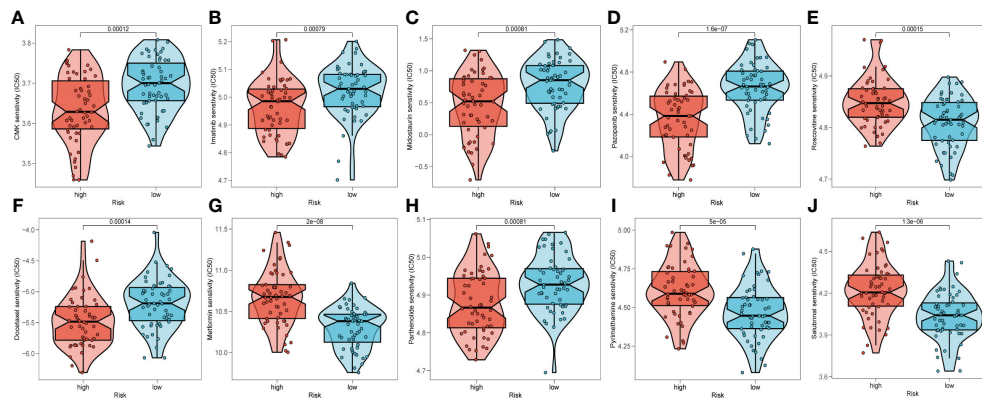 A
0.00012
CMK sensitivity (IC50)
3.8
3.7
3.6
3.5
high
low
Risk
B
0.00079
Imatinib sensitivity (IC50)
5.2
5.1
5.0
4.9
4.8
4.7
high
low
Risk
C
0.00081
Midostaurin sensitivity (IC50)
1.5
1.0
0.5
0.0
−0.5
high
low
Risk
D
1.6e−07
Pazopanib sensitivity (IC50)
4.8
4.4
4.0
high
low
Risk
E
0.00015
Roscovitine sensitivity (IC50)
4.9
4.8
4.7
high
low
Risk
F
0.00014
Docetaxel sensitivity (IC50)
−4.0
−4.5
−5.0
−5.5
−6.0
high
low
Risk
G
2e−08
Metformin sensitivity (IC50)
11.5
11.0
10.5
10.0
high
low
Risk
H
0.00081
Parthenolide sensitivity (IC50)
5.1
5.0
4.9
4.8
4.7
high
low
Risk
I
5e−05
Pyrimethamine sensitivity (IC50)
5.00
4.75
4.50
4.25
high
low
Risk
J
1.3e−06
Salubrinal sensitivity (IC50)
4.5
4.2
3.9
3.6
high
low
Risk